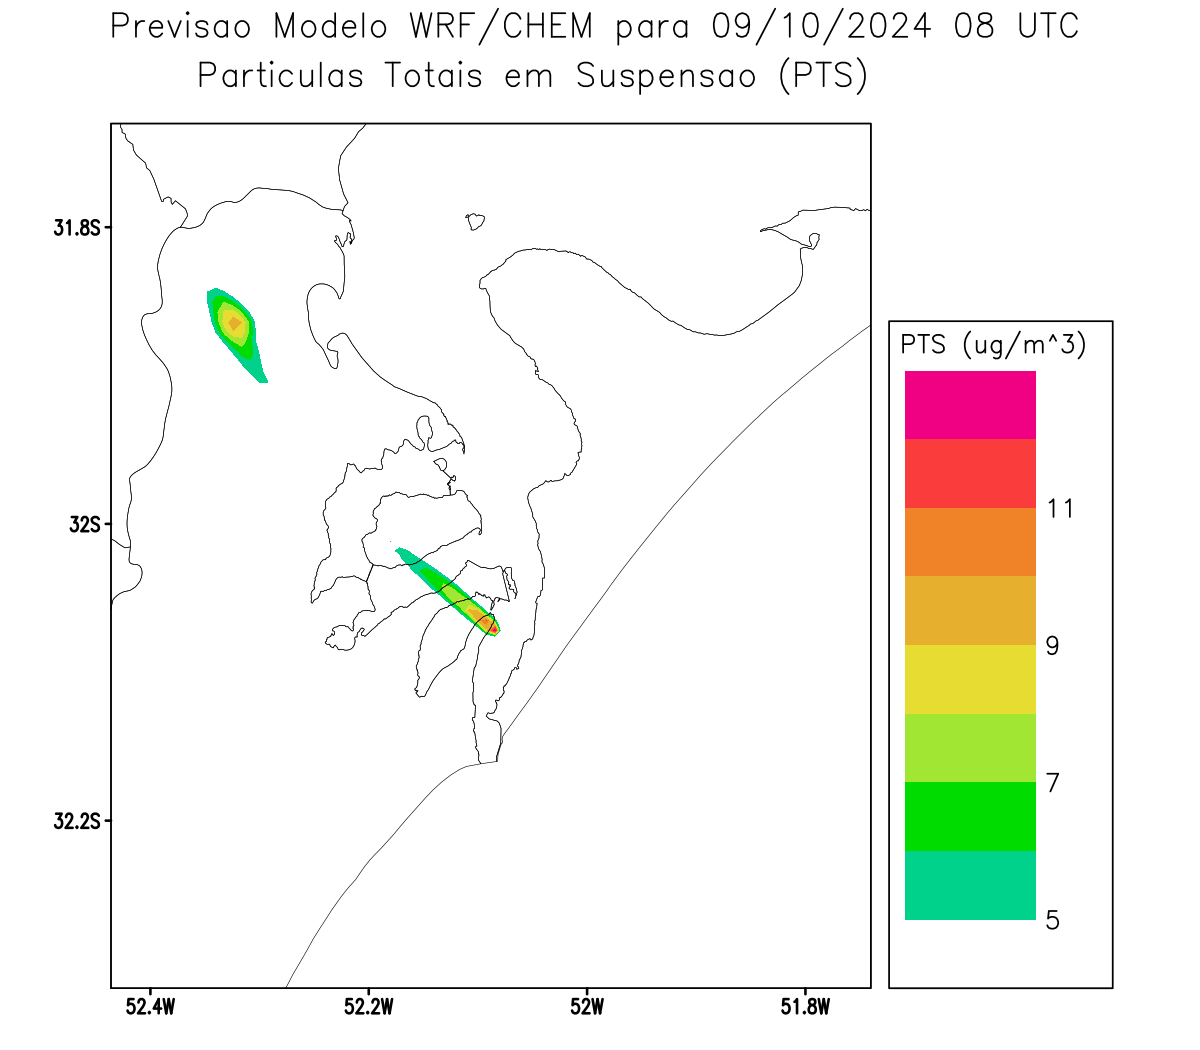 Previsao Modelo WRF/CHEM para 09/10/2024 08 UTC
Particulas Totais em Suspensao (PTS)
31.8S
32S
32.2S
52.4W
52.2W
52W
51.8W
PTS (ug/m^3)
11
9
7
5